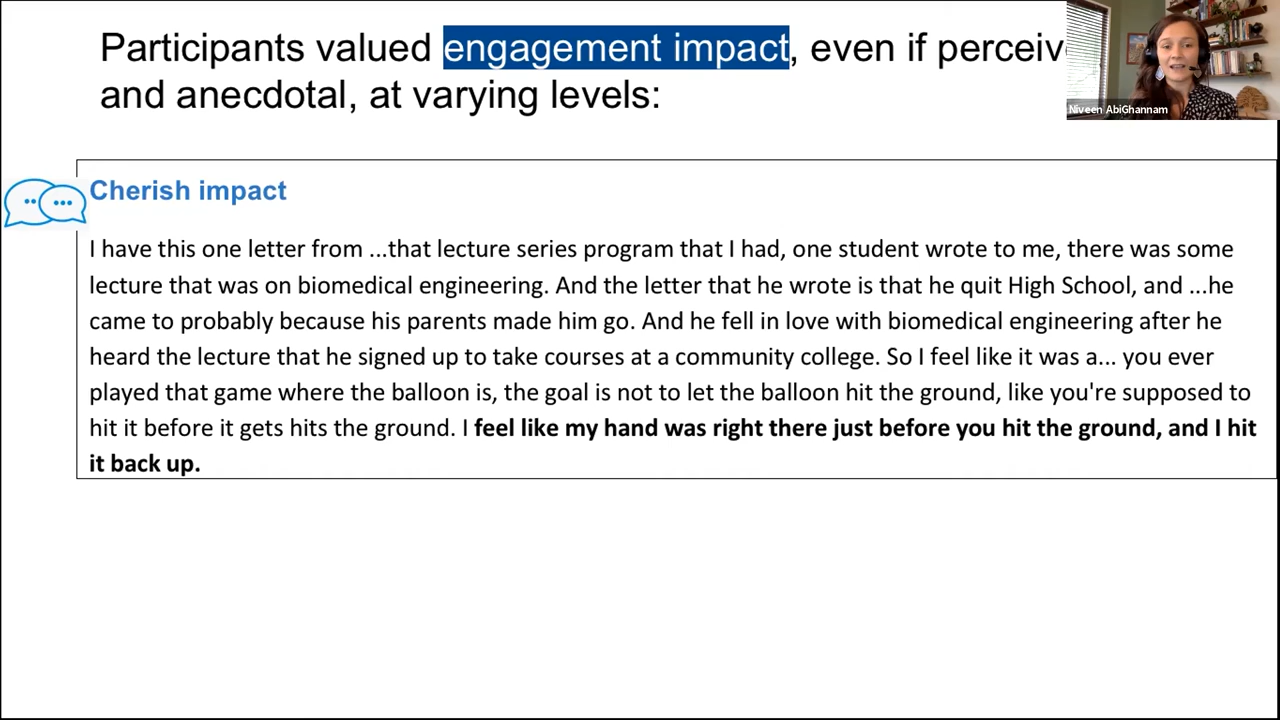 Participants valued engagement impact, even if
and anecdotal, at varying levels:
Niveen AbiGhannam
Cherish impact
I have this one letter from ...that lecture series program that I had, one student wrote to me, there was some
lecture that was on biomedical engineering. And the letter that he wrote is that he quit High School, and ...he
came to probably because his parents made him go. And he fell in love with biomedical engineering after he
heard the lecture that he signed up to take courses at a community college. So I feel like it was a... you ever
played that game where the balloon is, the goal is not to let the balloon hit the ground, like you're supposed to
hit it before it gets hits the ground. I feel like my hand was right there just before you hit the ground, and I hit
it back up.